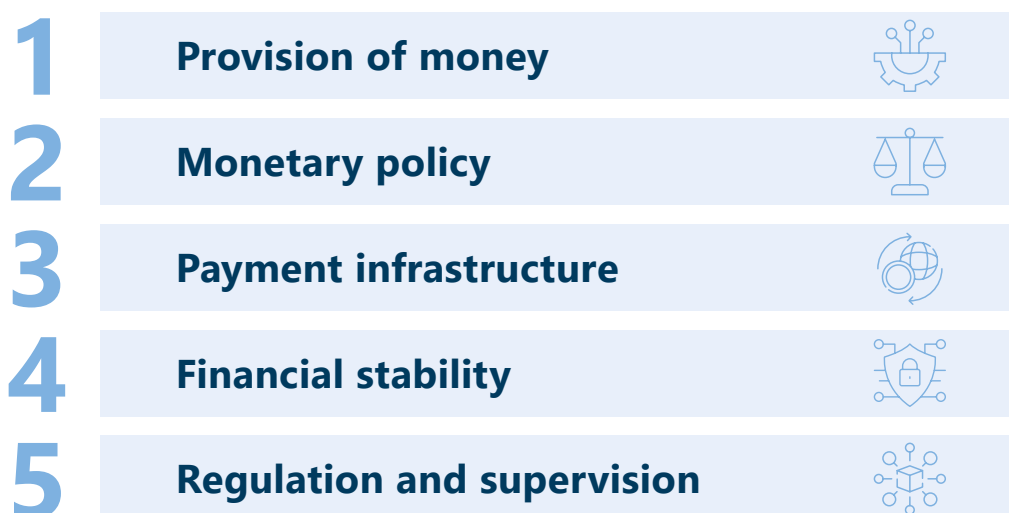 1 Provision of money
2 Monetary policy
3 Payment infrastructure
4 Financial stability
5 Regulation and supervision